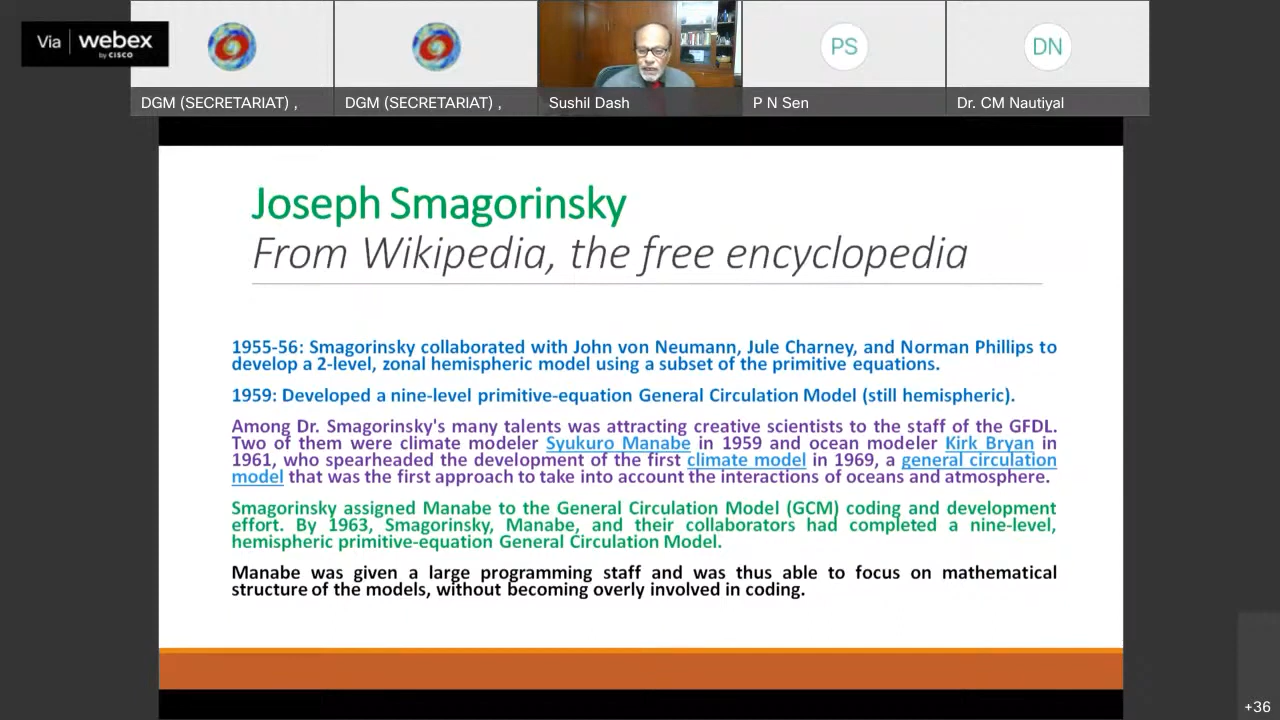 Via webex
by CISCO
DGM (SECRETARIAT) ,
DGM (SECRETARIAT) ,
Sushil Dash
PS
P N Sen
DN
Dr. CM Nautiyal
Joseph Smagorinsky
From Wikipedia, the free encyclopedia
1955-56: Smagorinsky collaborated with John von Neumann, Jule Charney, and Norman Phillips to
develop a 2-level, zonal hemispheric model using a subset of the primitive equations.
1959: Developed a nine-level primitive-equation General Circulation Model (still hemispheric).
Among Dr. Smagorinsky's many talents was attracting creative scientists to the staff of the GFDL.
Two of them were climate modeler Syukuro Manabe in 1959 and ocean modeler Kirk Bryan in
1961, who spearheaded the development of the first climate model in 1969, a general circulation
model that was the first approach to take into account the interactions of oceans and atmosphere.
Smagorinsky assigned Manabe to the General Circulation Model (GCM) coding and development
effort. By 1963, Smagorinsky, Manabe, and their collaborators had completed a nine-level,
hemispheric primitive-equation General Circulation Model.
Manabe was given a large programming staff and was thus able to focus on mathematical
structure of the models, without becoming overly involved in coding.
+36